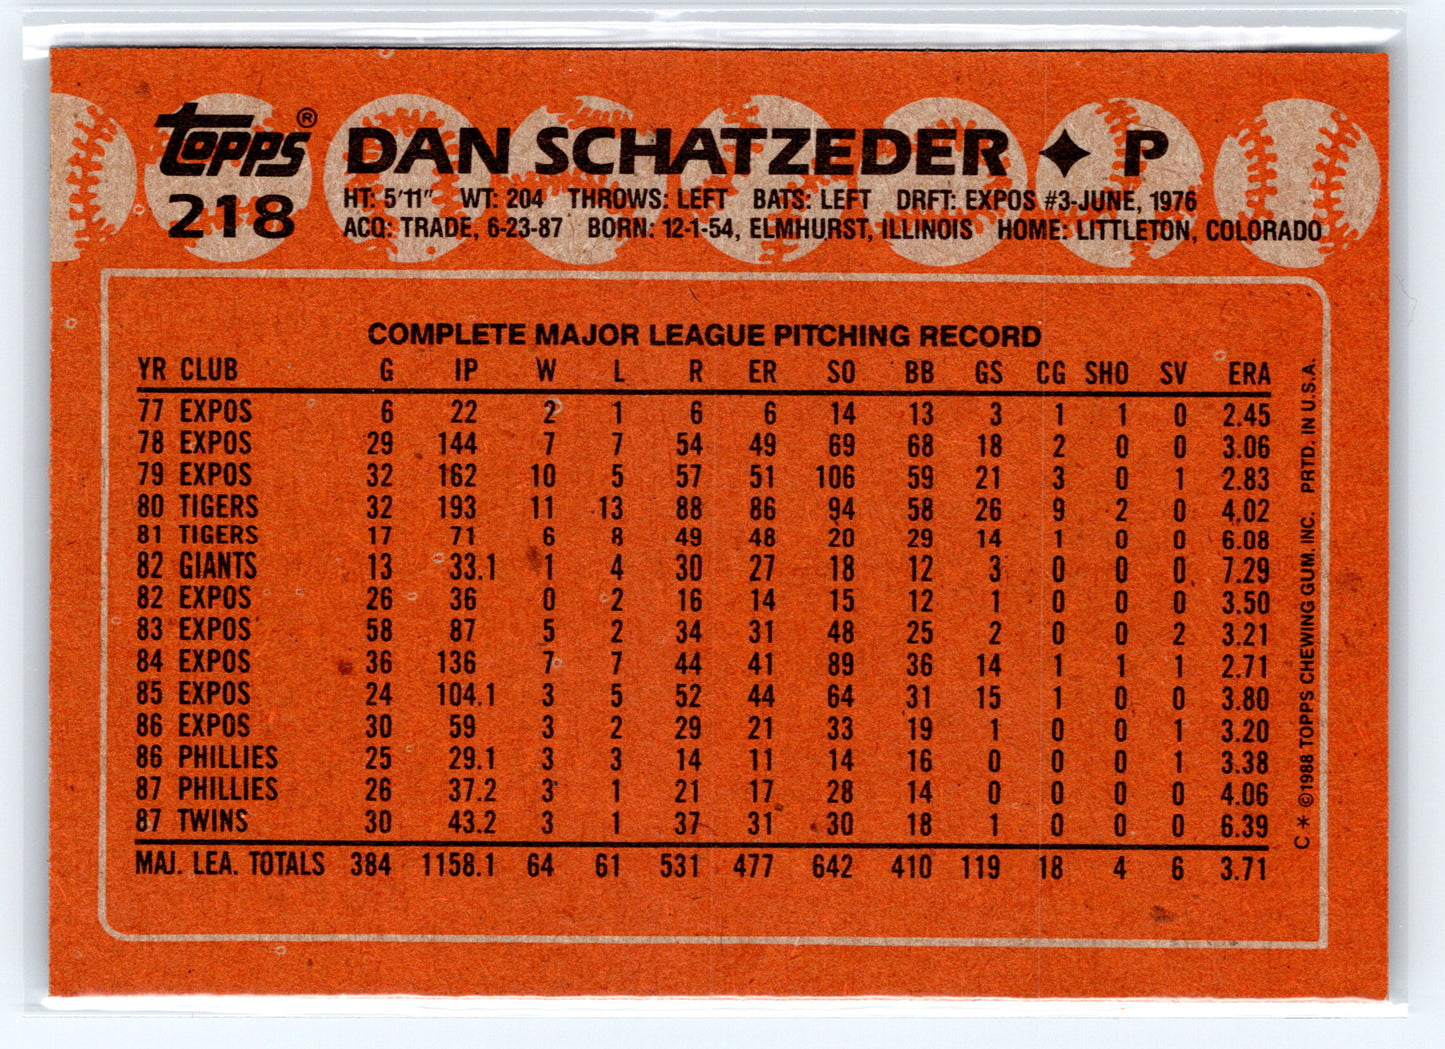 topps® DAN SCHATZEDER ✦ P
218 HT: 5'11" WT: 204 THROWS: LEFT BATS: LEFT DRFT: EXPOS #3-JUNE, 1976
ACQ: TRADE, 6-23-87 BORN: 12-1-54, ELMHURST, ILLINOIS HOME: LITTLETON, COLORADO
COMPLETE MAJOR LEAGUE PITCHING RECORD
YR CLUB G IP W L R ER SO BB GS CG SHO SV ERA
77 EXPOS 6 22 2 1 6 6 14 13 3 1 1 0 2.45
78 EXPOS 29 144 7 7 54 49 69 68 18 2 0 0 3.06
79 EXPOS 32 162 10 5 57 51 106 59 21 3 0 1 2.83
80 TIGERS 32 193 11 13 88 86 94 58 26 9 2 0 4.02
81 TIGERS 17 71 6 8 49 48 20 29 14 1 0 0 6.08
82 GIANTS 13 33.1 1 4 30 27 18 12 3 0 0 0 7.29
82 EXPOS 26 36 0 2 16 14 15 12 1 0 0 0 3.50
83 EXPOS 58 87 5 2 34 31 48 25 2 0 0 2 3.21
84 EXPOS 36 136 7 7 44 41 89 36 14 1 1 1 2.71
85 EXPOS 24 104.1 3 5 52 44 64 31 15 1 0 0 3.80
86 EXPOS 30 59 3 2 29 21 33 19 1 0 0 1 3.20
86 PHILLIES 25 29.1 3 3 14 11 14 16 0 0 0 1 3.38
87 PHILLIES 26 37.2 3 1 21 17 28 14 0 0 0 0 4.06
87 TWINS 30 43.2 3 1 37 31 30 18 1 0 0 0 6.39
MAJ. LEA. TOTALS 384 1158.1 64 61 531 477 642 410 119 18 4 6 3.71
C * ©1988 TOPPS CHEWING GUM, INC. PRTD. IN U.S.A.